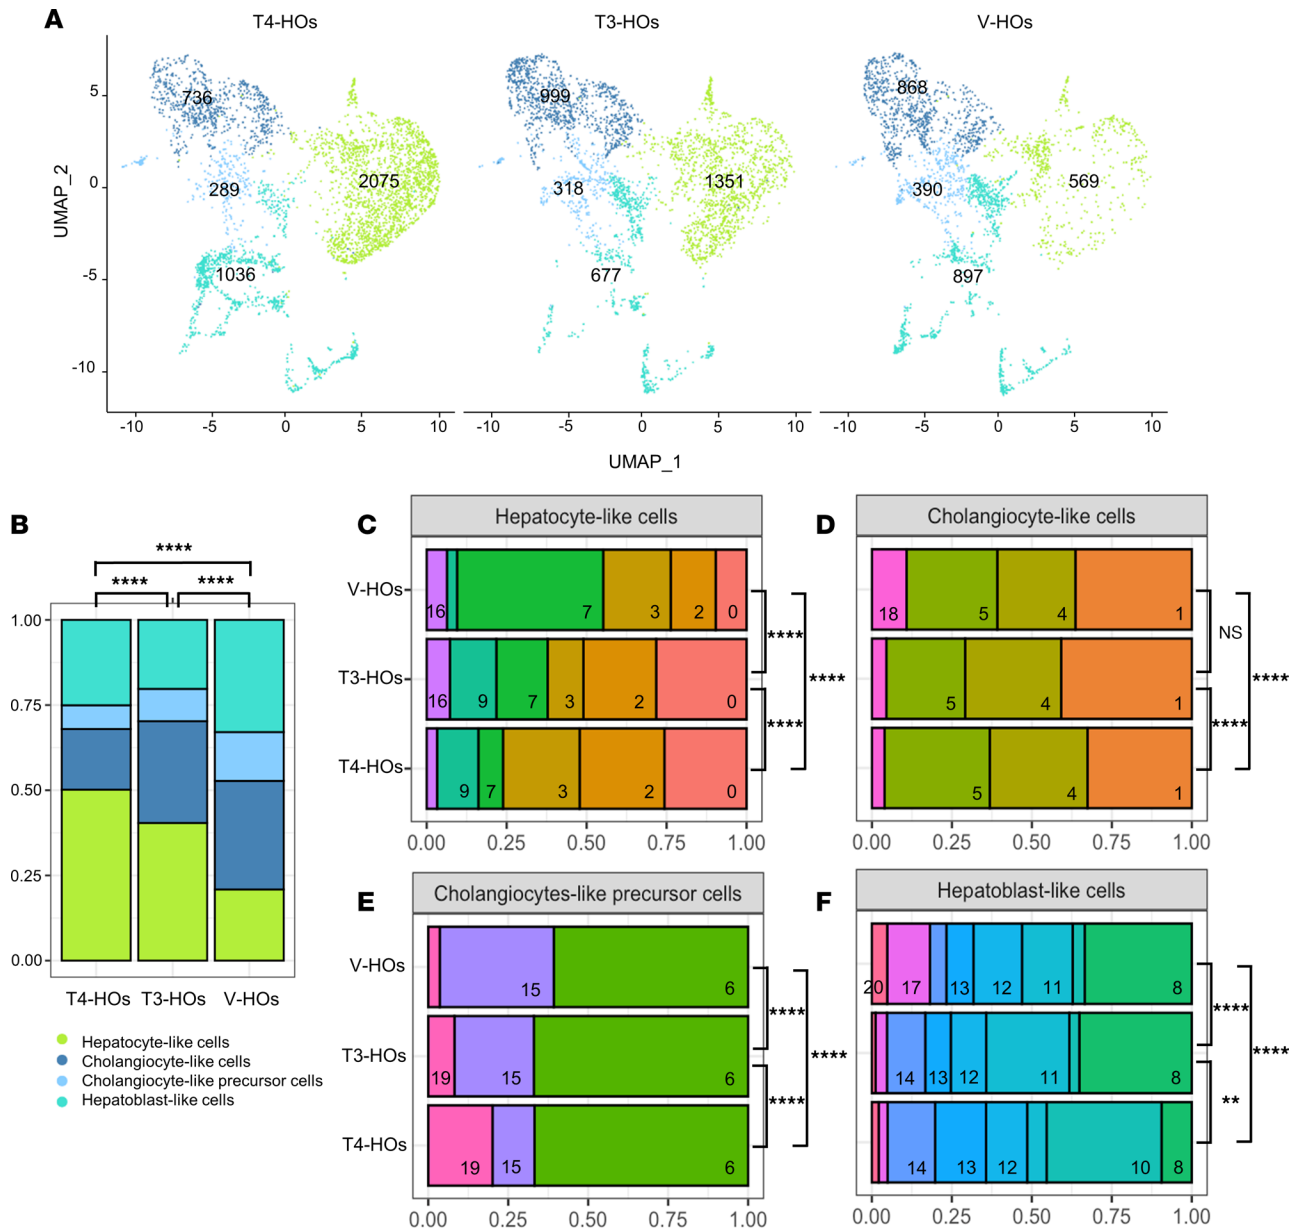 A
T4-HOs
T3-HOs
V-HOs
UMAP_2
5
0
-5
-10
736
289
2075
1036
999
318
1351
677
868
390
569
897
-10 -5 0 5 10
-10 -5 0 5 10
-10 -5 0 5 10
UMAP_1
B
****
**** ****
1.00
0.75
0.50
0.25
0.00
T4-HOs T3-HOs V-HOs
Hepatocyte-like cells
Cholangiocyte-like cells
Cholangiocyte-like precursor cells
Hepatoblast-like cells
C
Hepatocyte-like cells
V-HOs
16 7 3 2 0
T3-HOs
16 9 7 3 2 0
T4-HOs
9 7 3 2 0
****
****
****
0.00 0.25 0.50 0.75 1.00
D
Cholangiocyte-like cells
18 5 4 1
5 4 1
5 4 1
NS
****
****
0.00 0.25 0.50 0.75 1.00
E
Cholangiocytes-like precursor cells
V-HOs
15 6
T3-HOs
19 15 6
T4-HOs
19 15 6
****
****
****
0.00 0.25 0.50 0.75 1.00
F
Hepatoblast-like cells
20 17 13 12 11 8
14 13 12 11 8
14 13 12 10 8
****
**
****
0.00 0.25 0.50 0.75 1.00